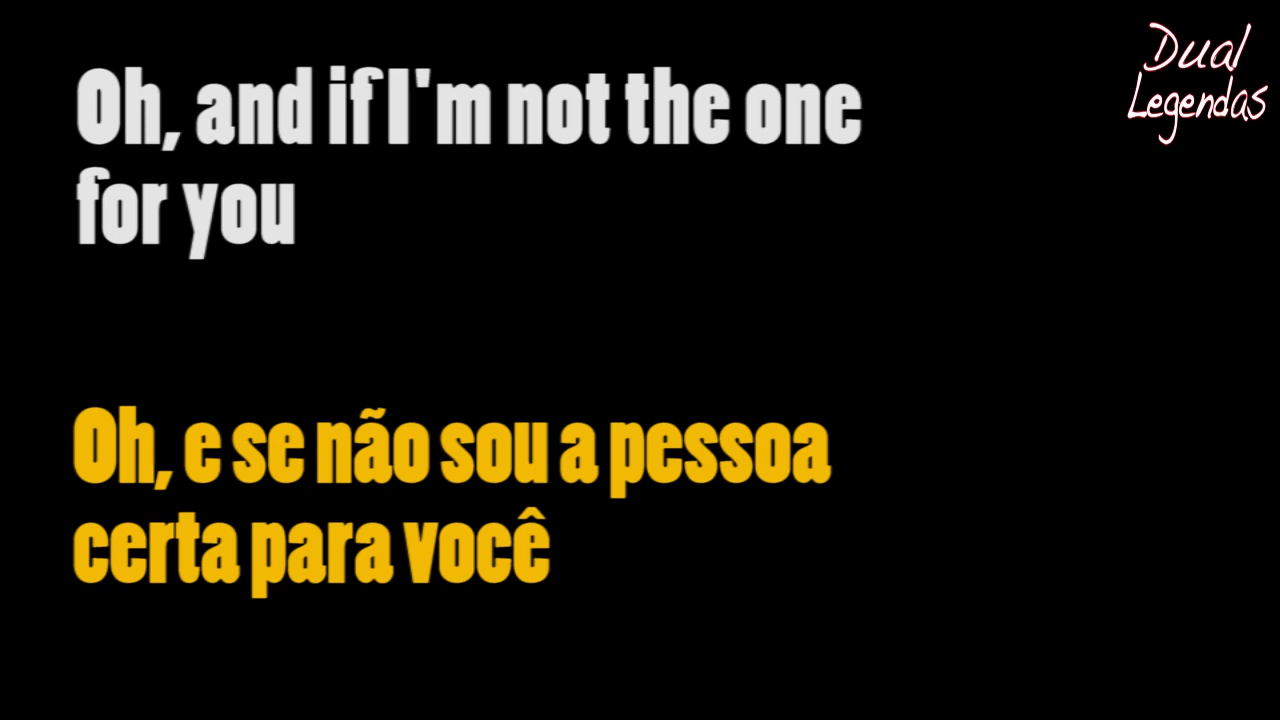 Dual
Legendas
Oh, and if I'm not the one
for you
Oh, e se não sou a pessoa
certa para você